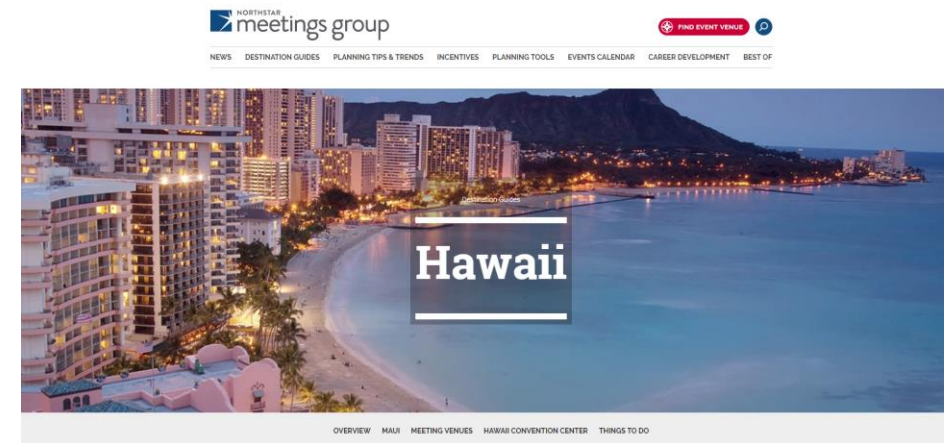 NORTHSTAR
meetings group
FIND EVENT VENUE
NEWS DESTINATION GUIDES PLANNING TIPS & TRENDS INCENTIVES PLANNING TOOLS EVENTS CALENDAR CAREER DEVELOPMENT BEST OF
Destination Guides
Hawaii
OVERVIEW MAUI MEETING VENUES HAWAII CONVENTION CENTER THINGS TO DO